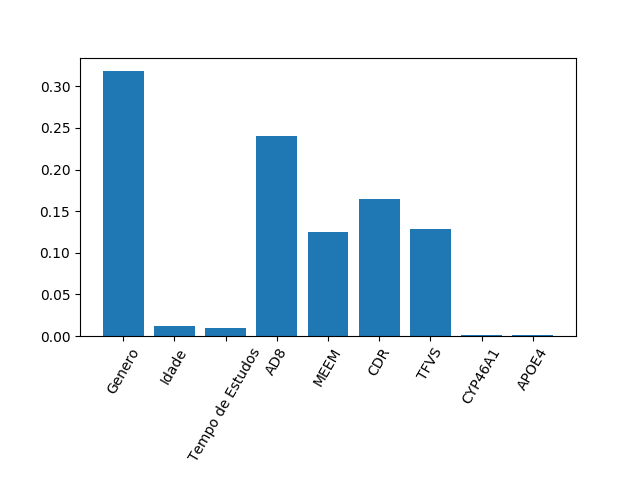 0.30
0.25
0.20
0.15
0.10
0.05
0.00
Genero
Idade
Tempo de Estudos
AD8
MEEM
CDR
TFVS
CYP46A1
APOE4